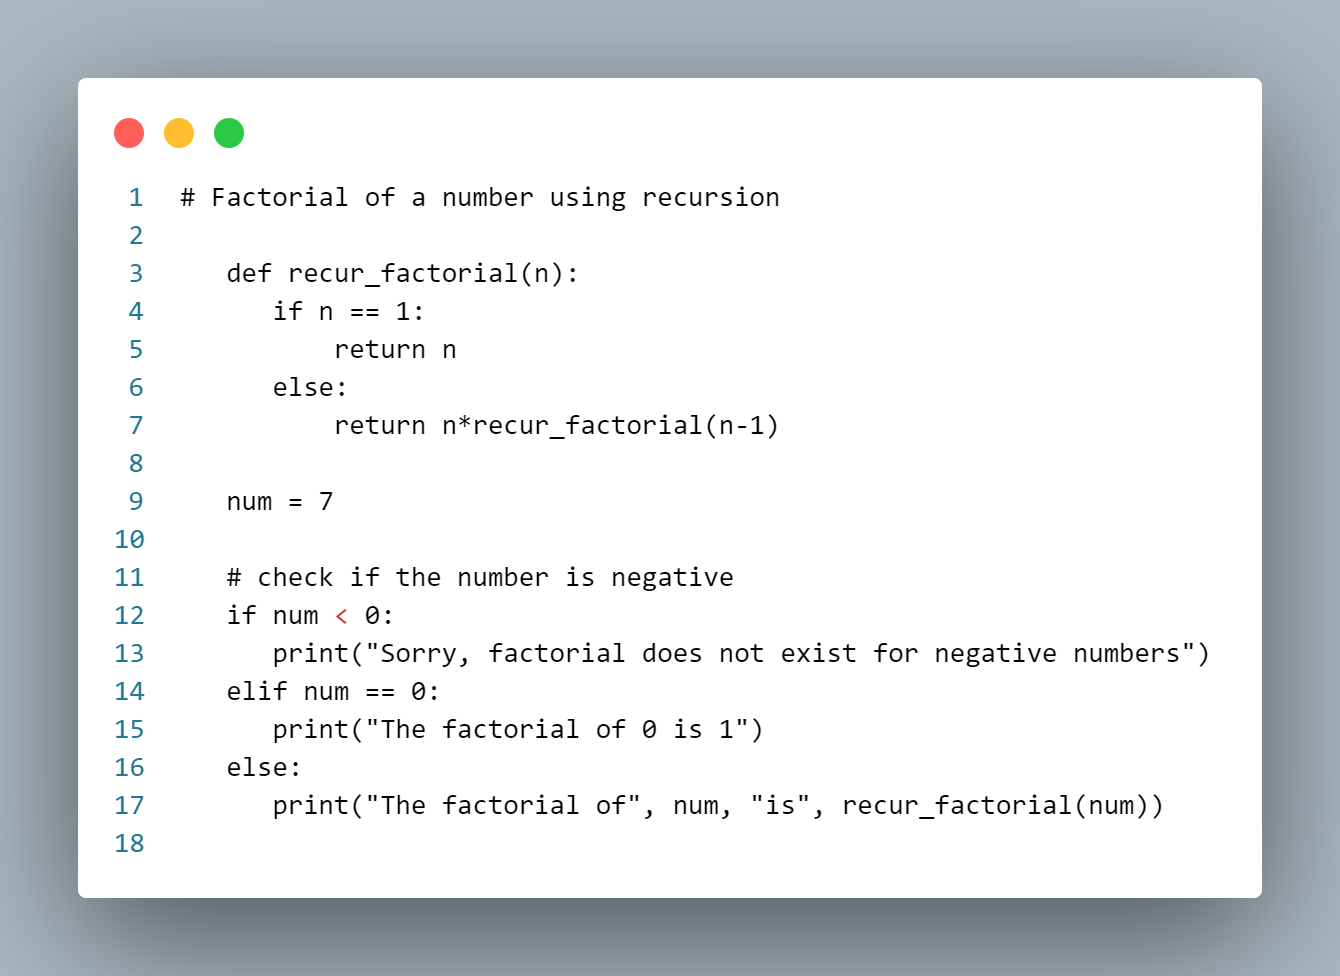 1 # Factorial of a number using recursion
2
3    def recur_factorial(n):
4       if n == 1:
5           return n
6       else:
7           return n*recur_factorial(n-1)
8
9    num = 7
10
11    # check if the number is negative
12    if num < 0:
13       print("Sorry, factorial does not exist for negative numbers")
14    elif num == 0:
15       print("The factorial of 0 is 1")
16    else:
17       print("The factorial of", num, "is", recur_factorial(num))
18